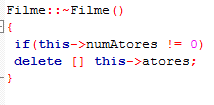 Filme::~Filme()
{
if(this->numAtores != 0)
delete [] this->atores;
}